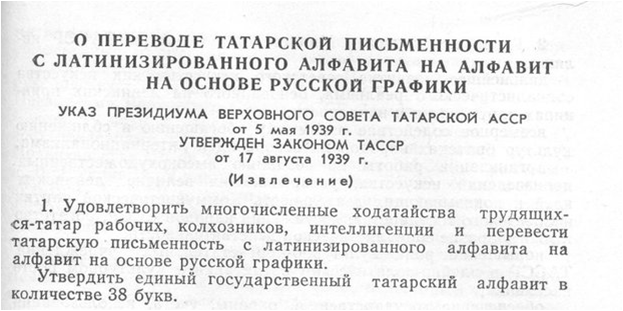 О ПЕРЕВОДЕ ТАТАРСКОЙ ПИСЬМЕННОСТИ
С ЛАТИНИЗИРОВАННОГО АЛФАВИТА НА АЛФАВИТ
НА ОСНОВЕ РУССКОЙ ГРАФИКИ
УКАЗ ПРЕЗИДИУМА ВЕРХОВНОГО СОВЕТА ТАТАРСКОЙ АССР
от 5 мая 1939 г.
УТВЕРЖДЕН ЗАКОНОМ ТАССР
от 17 августа 1939 г.
(Извлечение)
1. Удовлетворить многочисленные ходатайства трудящих-
ся-татар рабочих, колхозников, интеллигенции и перевести
татарскую письменность с латинизированного алфавита на
алфавит на основе русской графики.
Утвердить единый государственный татарский алфавит в
количестве 38 букв.